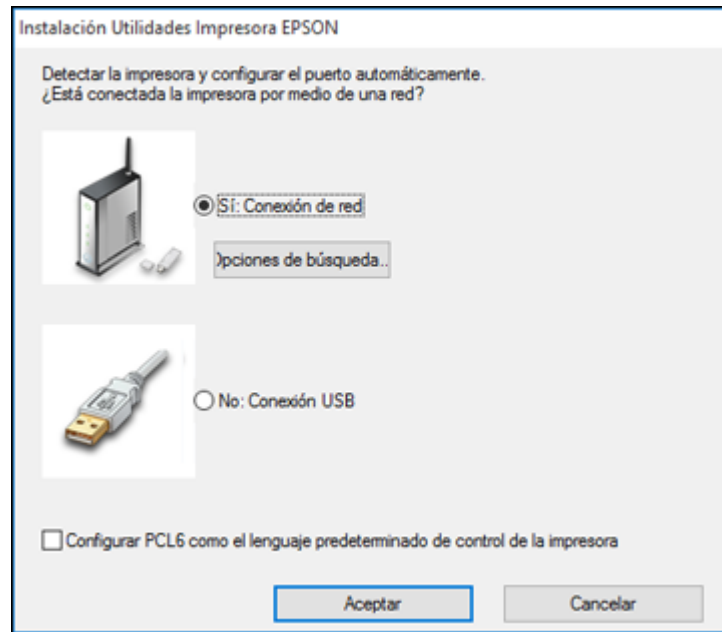 Instalación Utilidades Impresora EPSON
Detectar la impresora y configurar el puerto automáticamente.
¿Está conectada la impresora por medio de una red?
Sí: Conexión de red
Opciones de búsqueda..
No: Conexión USB
Configurar PCL6 como el lenguaje predeterminado de control de la impresora
Aceptar
Cancelar